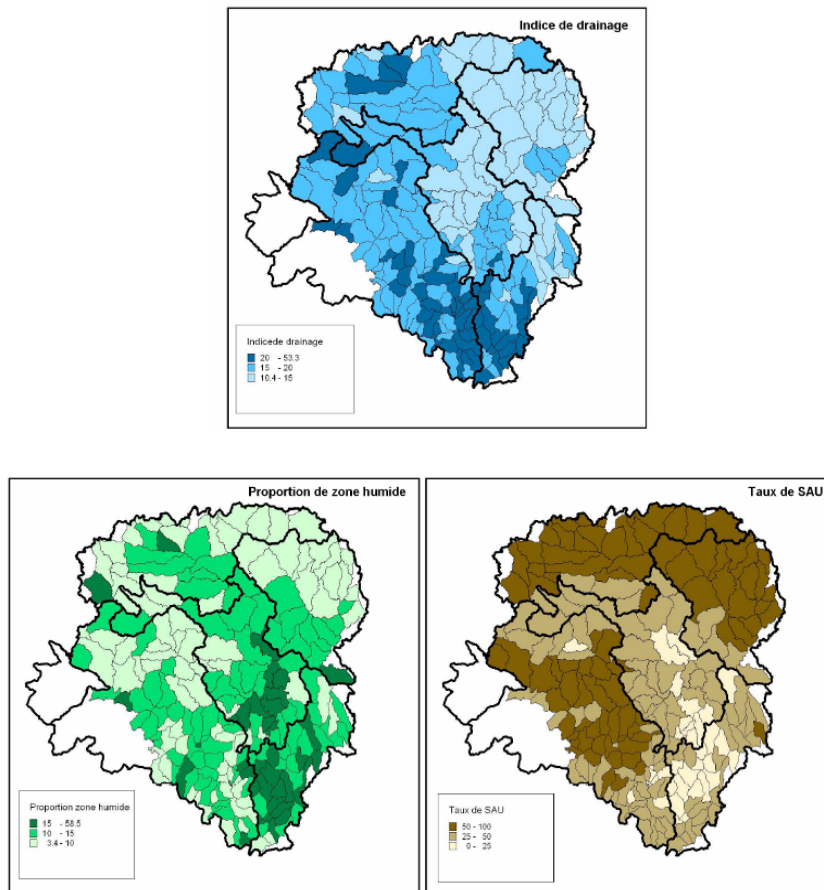 Indice de drainage
Indicede drainage
20 - 53.3
15 - 20
10.4 - 15
Proportion de zone humide
Proportion zone humide
15 - 58.5
10 - 15
3.4 - 10
Taux de SAU
Taux de SAU
50 - 100
25 - 50
0 - 25